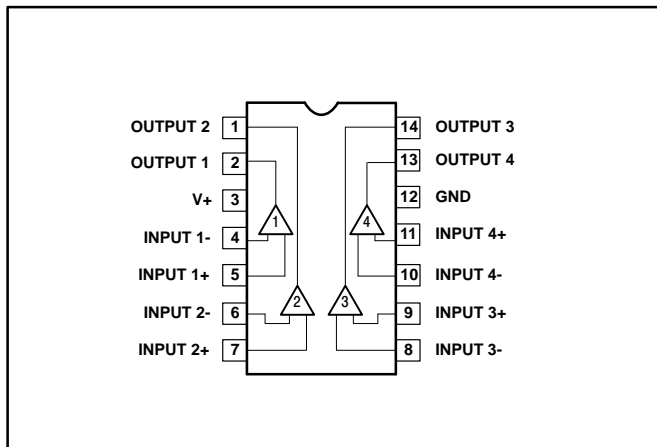 OUTPUT 2 1 14 OUTPUT 3
OUTPUT 1 2 13 OUTPUT 4
V+ 3 12 GND
1 4
INPUT 1- 4 11 INPUT 4+
INPUT 1+ 5 10 INPUT 4-
2 3
INPUT 2- 6 9 INPUT 3+
INPUT 2+ 7 8 INPUT 3-